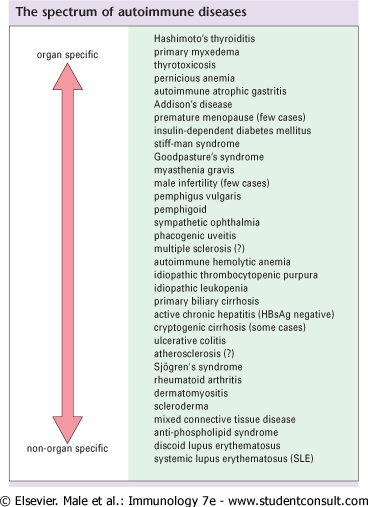 The spectrum of autoimmune diseases
organ specific
Hashimoto's thyroiditis
primary myxedema
thyrotoxicosis
pernicious anemia
autoimmune atrophic gastritis
Addison's disease
premature menopause (few cases)
insulin-dependent diabetes mellitus
stiff-man syndrome
Goodpasture's syndrome
myasthenia gravis
male infertility (few cases)
pemphigus vulgaris
pemphigoid
sympathetic ophthalmia
phacogenic uveitis
multiple sclerosis (?)
autoimmune hemolytic anemia
idiopathic thrombocytopenic purpura
idiopathic leukopenia
primary biliary cirrhosis
active chronic hepatitis (HBsAg negative)
cryptogenic cirrhosis (some cases)
ulcerative colitis
atherosclerosis (?)
Sjögren's syndrome
rheumatoid arthritis
dermatomyositis
scleroderma
mixed connective tissue disease
anti-phospholipid syndrome
discoid lupus erythematosus
systemic lupus erythematosus (SLE)
non-organ specific
© Elsevier. Male et al.: Immunology 7e - www.studentconsult.com